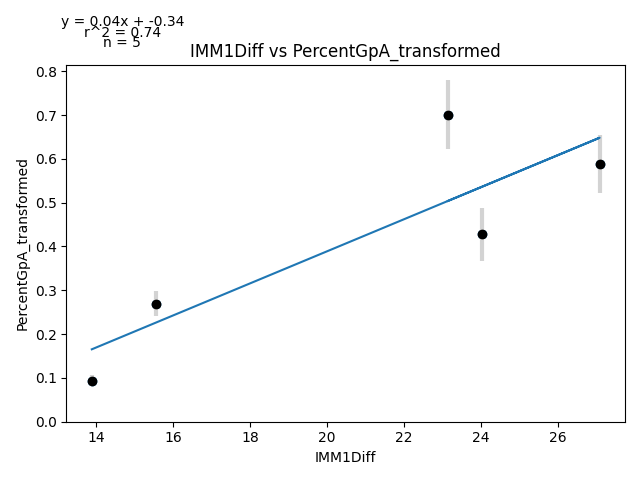 y = 0.04x + -0.34
r^2 = 0.74
n = 5
IMM1Diff vs PercentGpA_transformed
PercentGpA_transformed
0.8
0.7
0.6
0.5
0.4
0.3
0.2
0.1
0.0
14 16 18 20 22 24 26
IMM1Diff